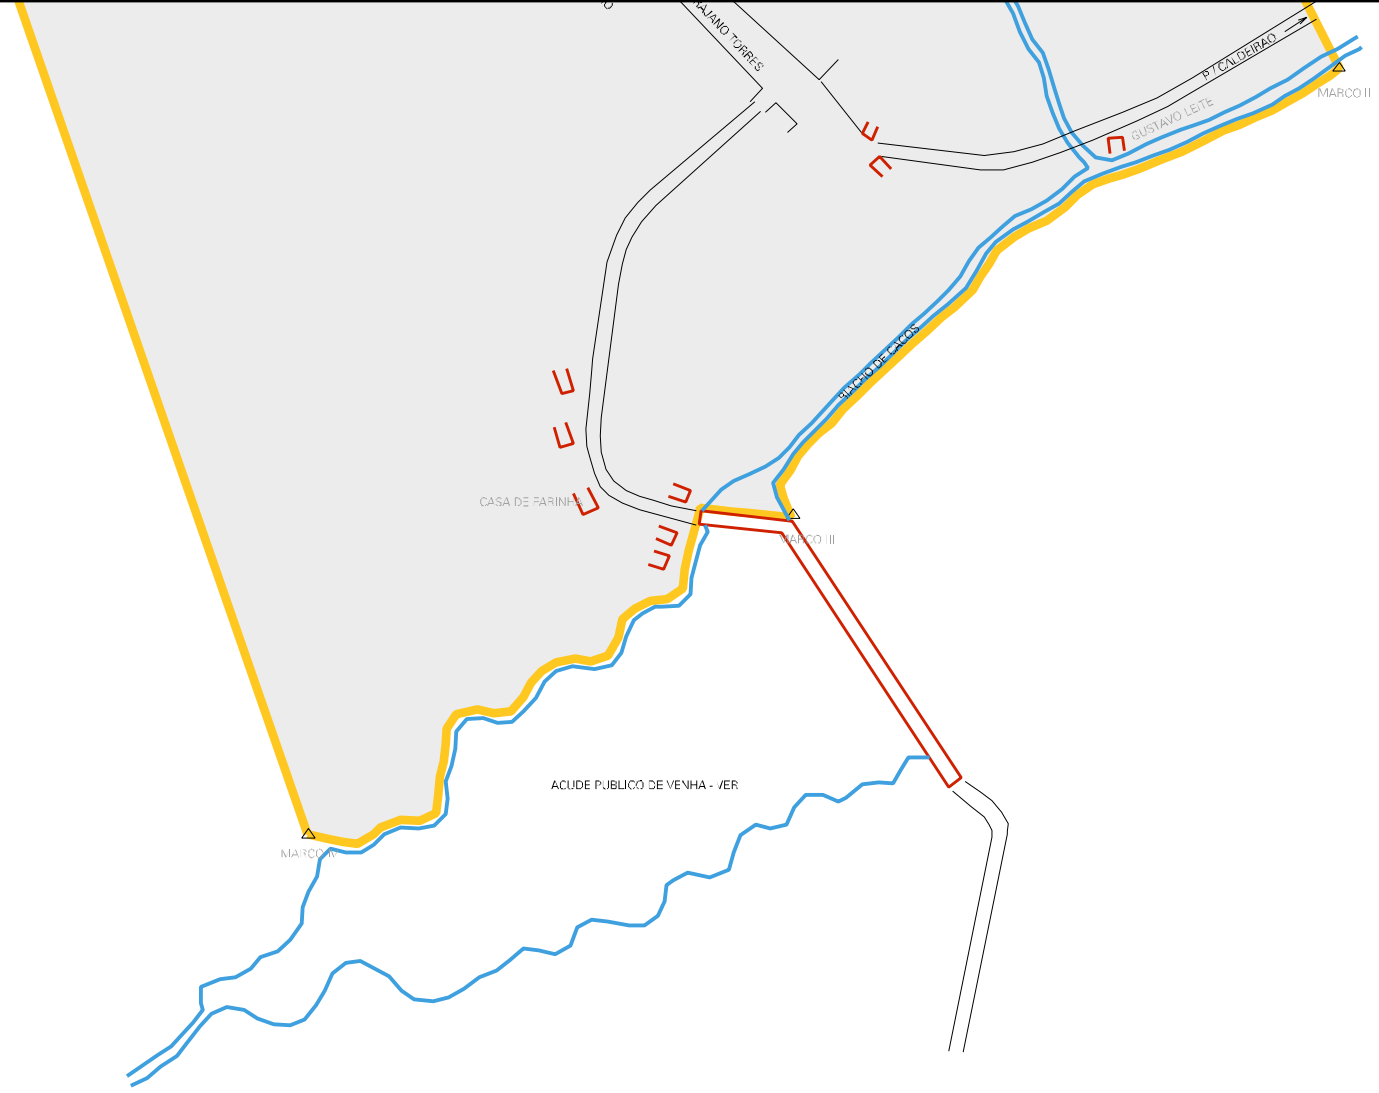 TORRES
P / CALDEIRAO
MARCO II
GUSTAVO LEITE
RIACHO DE CACOS
CASA DE FARINHA
MARCO III
ACUDE PUBLICO DE VENHA - VER
MARCO IV